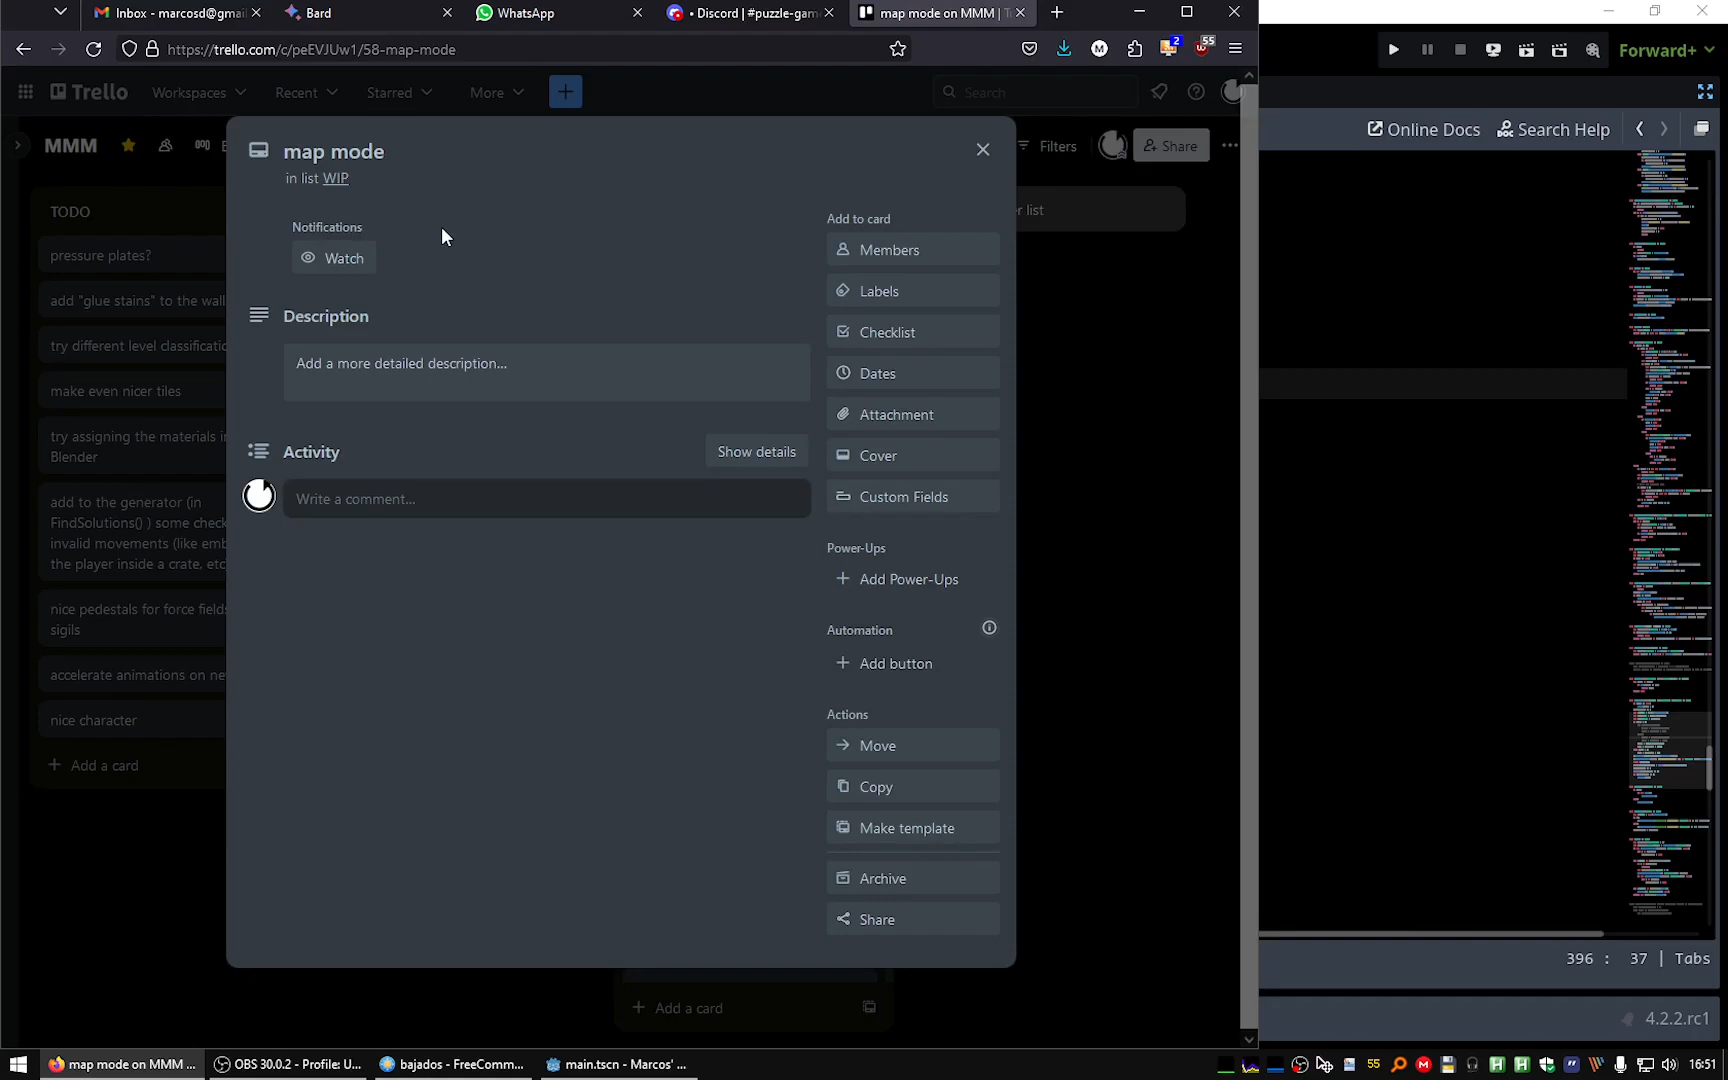 Inbox - marcosd@gmai
Bard
WhatsApp
• Discord | #puzzle-gam
map mode on MMM | T
https://trello.com/c/peEVJUw1/58-map-mode
2
55
Forward+
Trello
Workspaces
Recent
Starred
More
Search
Online Docs
Search Help
MMM
Filters
Share
map mode
in list WIP
TODO
pressure plates?
add "glue stains" to the wall
try different level classificatio
make even nicer tiles
try assigning the materials in
Blender
add to the generator (in
FindSolutions() ) some check
invalid movements (like emb
the player inside a crate, etc
nice pedestals for force fields
sigils
accelerate animations on ne
nice character
Add a card
Notifications
Watch
Description
Add a more detailed description...
Activity
Show details
Write a comment...
Add to card
Members
Labels
Checklist
Dates
Attachment
Cover
Custom Fields
Power-Ups
Add Power-Ups
Automation
Add button
Actions
Move
Copy
Make template
Archive
Share
r list
Add a card
396 : 37 | Tabs
4.2.2.rc1
map mode on MMM ...
OBS 30.0.2 - Profile: U...
bajados - FreeComm...
main.tscn - Marcos' ...
55
16:51